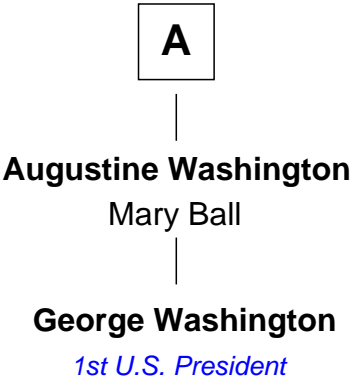 A
Augustine Washington
Mary Ball
George Washington
1st U.S. President